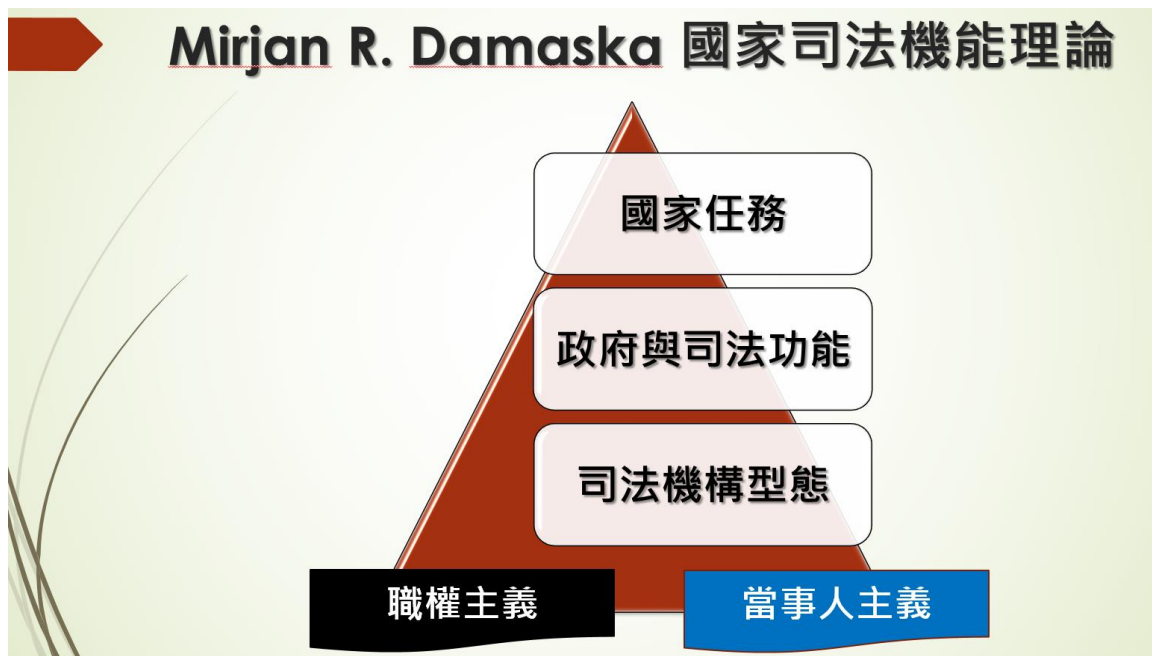 Mirjan R. Damaska 國家司法機能理論
國家任務
政府與司法功能
司法機構型態
職權主義
當事人主義